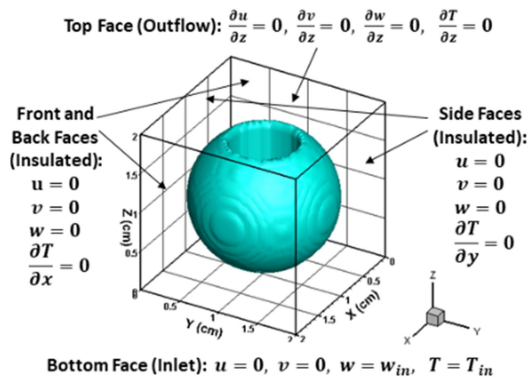 Top Face (Outflow): ∂u/∂z = 0, ∂v/∂z = 0, ∂w/∂z = 0, ∂T/∂z = 0
Front and
Back Faces
(Insulated):
u = 0
v = 0
w = 0
∂T/∂x = 0
Side Faces
(Insulated):
u = 0
v = 0
w = 0
∂T/∂y = 0
2
1.5
1
0.5
0
Z (cm)
0.5
1
1.5
2
Y (cm)
0
0.5
1
1.5
2
X (cm)
Z
X
Y
Bottom Face (Inlet): u = 0, v = 0, w = w_in, T = T_in